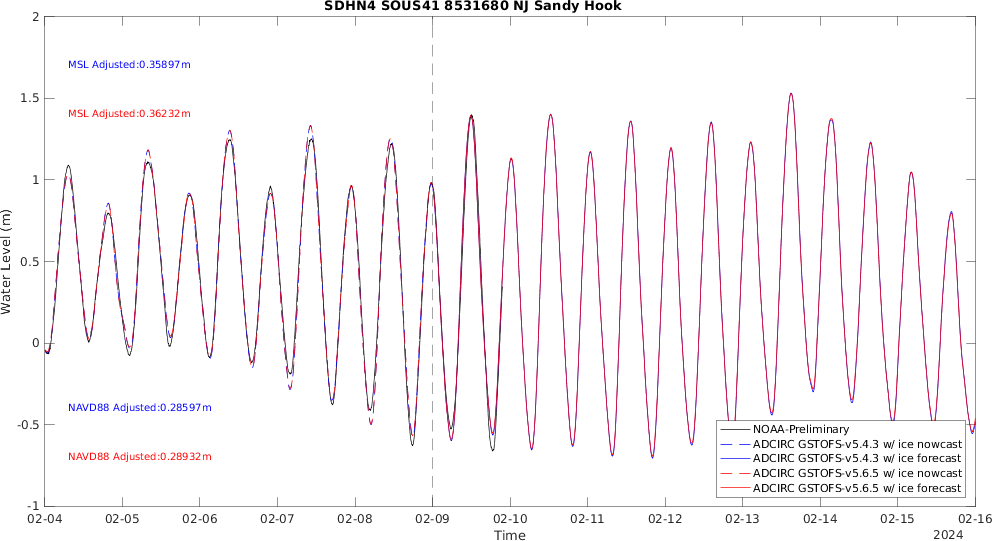 SDHN4 SOUS41 8531680 NJ Sandy Hook
2
1.5
1
0.5
0
-0.5
-1
Water Level (m)
MSL Adjusted:0.35897m
MSL Adjusted:0.36232m
NAVD88 Adjusted:0.28597m
NAVD88 Adjusted:0.28932m
NOAA-Preliminary
ADCIRC GSTOFS-v5.4.3 w/ ice nowcast
ADCIRC GSTOFS-v5.4.3 w/ ice forecast
ADCIRC GSTOFS-v5.6.5 w/ ice nowcast
ADCIRC GSTOFS-v5.6.5 w/ ice forecast
02-04 02-05 02-06 02-07 02-08 02-09 02-10 02-11 02-12 02-13 02-14 02-15 02-16
Time
2024